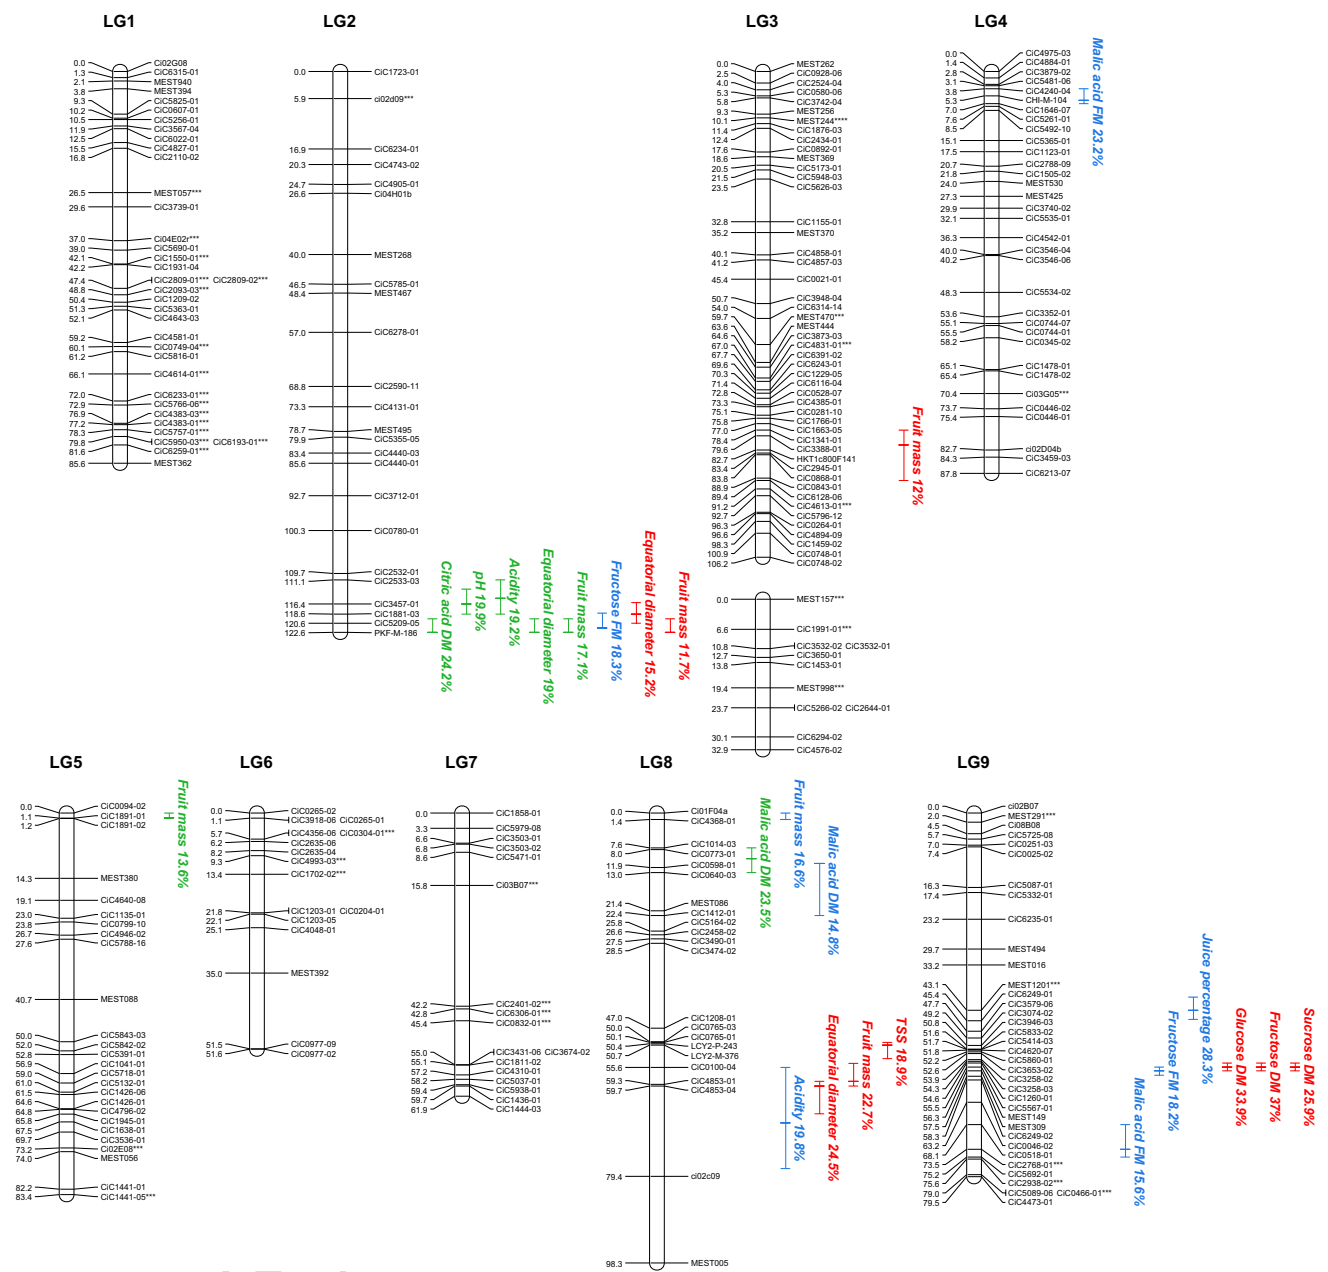 LG1
0.0 Ci02G08
1.3 CiC6315-01
2.1 MEST940
3.8 MEST394
9.3 CiC5825-01
10.2 CiC0607-01
10.5 CiC5256-01
11.9 CiC3567-04
12.5 CiC6022-01
15.5 CiC4827-01
16.8 CiC2110-02
26.5 MEST057***
29.6 CiC3739-01
37.0 Ci04E02r***
39.0 CiC5690-01
42.1 CiC1550-01***
42.2 CiC1931-04
47.4 CiC2809-01*** CiC2809-02***
48.8 CiC2093-03***
50.4 CiC1209-02
51.3 CiC5363-01
52.1 CiC4643-03
59.2 CiC4581-01
60.1 CiC0749-04***
61.2 CiC5816-01
66.1 CiC4614-01***
72.0 CiC6233-01***
72.9 CiC5766-06***
76.9 CiC4383-03***
77.2 CiC4383-01***
78.3 CiC5757-01***
79.8 CiC5950-03*** CiC6193-01***
81.6 CiC6259-01***
85.6 MEST362
LG2
0.0 CiC1723-01
5.9 ci02d09***
16.9 CiC6234-01
20.3 CiC4743-02
24.7 CiC4905-01
26.6 Ci04H01b
40.0 MEST268
46.5 CiC5785-01
48.4 MEST467
57.0 CiC6278-01
68.8 CiC2590-11
73.3 CiC4131-01
78.7 MEST495
79.9 CiC5355-05
83.4 CiC4440-03
85.6 CiC4440-01
92.7 CiC3712-01
100.3 CiC0780-01
109.7 CiC2532-01
111.1 CiC2533-03
116.4 CiC3457-01
118.6 CiC1881-03
120.6 CiC5209-05
122.6 PKF-M-186
Citric acid DM 24.2%
pH 19.9%
Acidity 19.2%
Equatorial diameter 19%
Fruit mass 17.1%
Fructose FM 18.3%
Equatorial diameter 15.2%
Fruit mass 11.7%
LG3
0.0 MEST262
2.5 CiC0928-06
4.0 CiC2524-04
5.3 CiC0580-06
5.8 CiC3742-04
9.3 MEST256
10.1 MEST244****
11.4 CiC1876-03
12.4 CiC2434-01
17.6 CiC0892-01
18.6 MEST369
20.5 CiC5173-01
21.5 CiC5948-03
23.5 CiC5626-03
32.8 CiC1155-01
35.2 MEST370
40.1 CiC4858-01
41.2 CiC4857-03
45.4 CiC0021-01
50.7 CiC3948-04
54.0 CiC6314-14
59.7 MEST470***
63.6 MEST444
64.6 CiC3873-03
67.0 CiC4831-01***
67.7 CiC6391-02
69.6 CiC6243-01
70.3 CiC1229-05
71.4 CiC6116-04
72.8 CiC0528-07
73.3 CiC4385-01
75.1 CiC0281-10
75.8 CiC1766-01
77.0 CiC1663-05
78.4 CiC1341-01
79.6 CiC3388-01
82.7 HKT1c800F141
83.4 CiC2945-01
83.8 CiC0868-01
88.9 CiC0843-01
89.4 CiC6128-06
91.2 CiC4613-01***
92.7 CiC5796-12
96.3 CiC0264-01
96.6 CiC4894-09
98.3 CiC1459-02
100.9 CiC0748-01
106.2 CiC0748-02
Fruit mass 12%
0.0 MEST157***
6.6 CiC1991-01***
10.8 CiC3532-02 CiC3532-01
12.7 CiC3650-01
13.8 CiC1453-01
19.4 MEST998***
23.7 CiC5266-02 CiC2644-01
30.1 CiC6294-02
32.9 CiC4576-02
LG4
0.0 CiC4975-03
1.4 CiC4884-01
2.8 CiC3879-02
3.1 CiC5481-06
3.8 CiC4240-04
5.3 CHI-M-104
7.0 CiC1646-07
7.6 CiC5261-01
8.5 CiC5492-10
15.1 CiC5365-01
17.5 CiC1123-01
20.7 CiC2788-09
21.8 CiC1505-02
24.0 MEST530
27.3 MEST425
29.9 CiC3740-02
32.1 CiC5535-01
36.3 CiC4542-01
40.0 CiC3546-04
40.2 CiC3546-06
48.3 CiC5534-02
53.6 CiC3352-01
55.1 CiC0744-07
55.5 CiC0744-01
58.2 CiC0345-02
65.1 CiC1478-01
65.4 CiC1478-02
70.4 Ci03G05***
73.7 CiC0446-02
75.4 CiC0446-01
82.7 ci02D04b
84.3 CiC3459-03
87.8 CiC6213-07
Malic acid FM 23.2%
LG5
0.0 CiC0094-02
1.1 CiC1891-01
1.2 CiC1891-02
14.3 MEST380
19.1 CiC4640-08
23.0 CiC1135-01
23.8 CiC0799-10
26.7 CiC4946-02
27.6 CiC5788-16
40.7 MEST088
50.0 CiC5843-03
52.0 CiC5842-02
52.8 CiC5391-01
56.9 CiC1041-01
59.0 CiC5718-01
61.0 CiC5132-01
61.5 CiC1426-06
64.6 CiC1426-01
64.8 CiC4796-02
65.8 CiC1945-01
67.5 CiC1638-01
69.7 CiC3536-01
73.2 Ci02E08***
74.0 MEST056
82.2 CiC1441-01
83.4 CiC1441-05***
Fruit mass 13.6%
LG6
0.0 CiC0265-02
1.1 CiC3918-06 CiC0265-01
5.7 CiC4356-06 CiC0304-01***
6.2 CiC2635-06
8.2 CiC2635-04
9.3 CiC4993-03***
13.4 CiC1702-02***
21.8 CiC1203-01 CiC0204-01
22.1 CiC1203-05
25.1 CiC4048-01
35.0 MEST392
51.5 CiC0977-09
51.6 CiC0977-02
LG7
0.0 CiC1858-01
3.3 CiC5979-08
6.6 CiC3503-01
6.8 CiC3503-02
8.6 CiC5471-01
15.8 Ci03B07***
42.2 CiC2401-02***
42.8 CiC6306-01***
45.4 CiC0832-01***
55.0 CiC3431-06 CiC3674-02
55.1 CiC1811-02
57.2 CiC4310-01
58.2 CiC5037-01
59.4 CiC5938-01
59.7 CiC1436-01
61.9 CiC1444-03
LG8
0.0 Ci01F04a
1.4 CiC4368-01
7.6 CiC1014-03
8.0 CiC0773-01
11.9 CiC0598-01
13.0 CiC0640-03
21.4 MEST086
22.4 CiC1412-01
25.8 CiC5164-02
26.6 CiC2458-02
27.5 CiC3490-01
28.5 CiC3474-02
47.0 CiC1208-01
50.0 CiC0765-03
50.1 CiC0765-01
50.4 LCY2-P-243
50.7 LCY2-M-376
55.6 CiC0100-04
59.3 CiC4853-01
59.7 CiC4853-04
79.4 ci02c09
98.3 MEST005
Malic acid DM 23.5%
Fruit mass 16.6%
Malic acid DM 14.8%
Acidity 19.8%
Equatorial diameter 24.5%
Fruit mass 22.7%
TSS 18.9%
LG9
0.0 ci02B07
2.0 MEST291***
4.5 Ci08B08
5.7 CiC5725-08
7.0 CiC0251-03
7.4 CiC0025-02
16.3 CiC5087-01
17.4 CiC5332-01
23.2 CiC6235-01
29.7 MEST494
33.2 MEST016
43.1 MEST1201***
45.4 CiC6249-01
47.7 CiC3579-06
49.2 CiC3074-02
50.8 CiC3946-03
51.6 CiC5833-02
51.7 CiC5414-03
51.8 CiC4620-07
52.2 CiC5860-01
52.6 CiC3653-02
53.9 CiC3258-02
54.3 CiC3258-03
54.6 CiC1260-01
55.5 CiC5567-01
56.3 MEST149
57.5 MEST309
58.3 CiC6249-02
63.2 CiC0046-02
68.1 CiC0518-01
73.5 CiC2768-01***
75.2 CiC5692-01
75.6 CiC2938-02***
79.0 CiC5089-06 CiC0466-01***
79.5 CiC4473-01
Malic acid FM 15.6%
Fructose FM 18.2%
Juice percentage 28.3%
Glucose DM 33.9%
Fructose DM 37%
Sucrose DM 25.9%